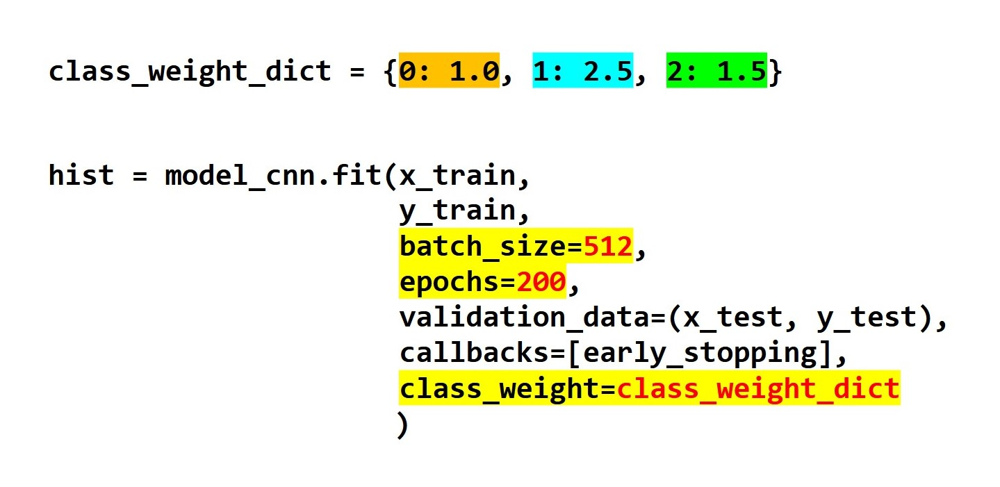 class_weight_dict = {0: 1.0, 1: 2.5, 2: 1.5}
hist = model_cnn.fit(x_train,
y_train,
batch_size=512,
epochs=200,
validation_data=(x_test, y_test),
callbacks=[early_stopping],
class_weight=class_weight_dict
)